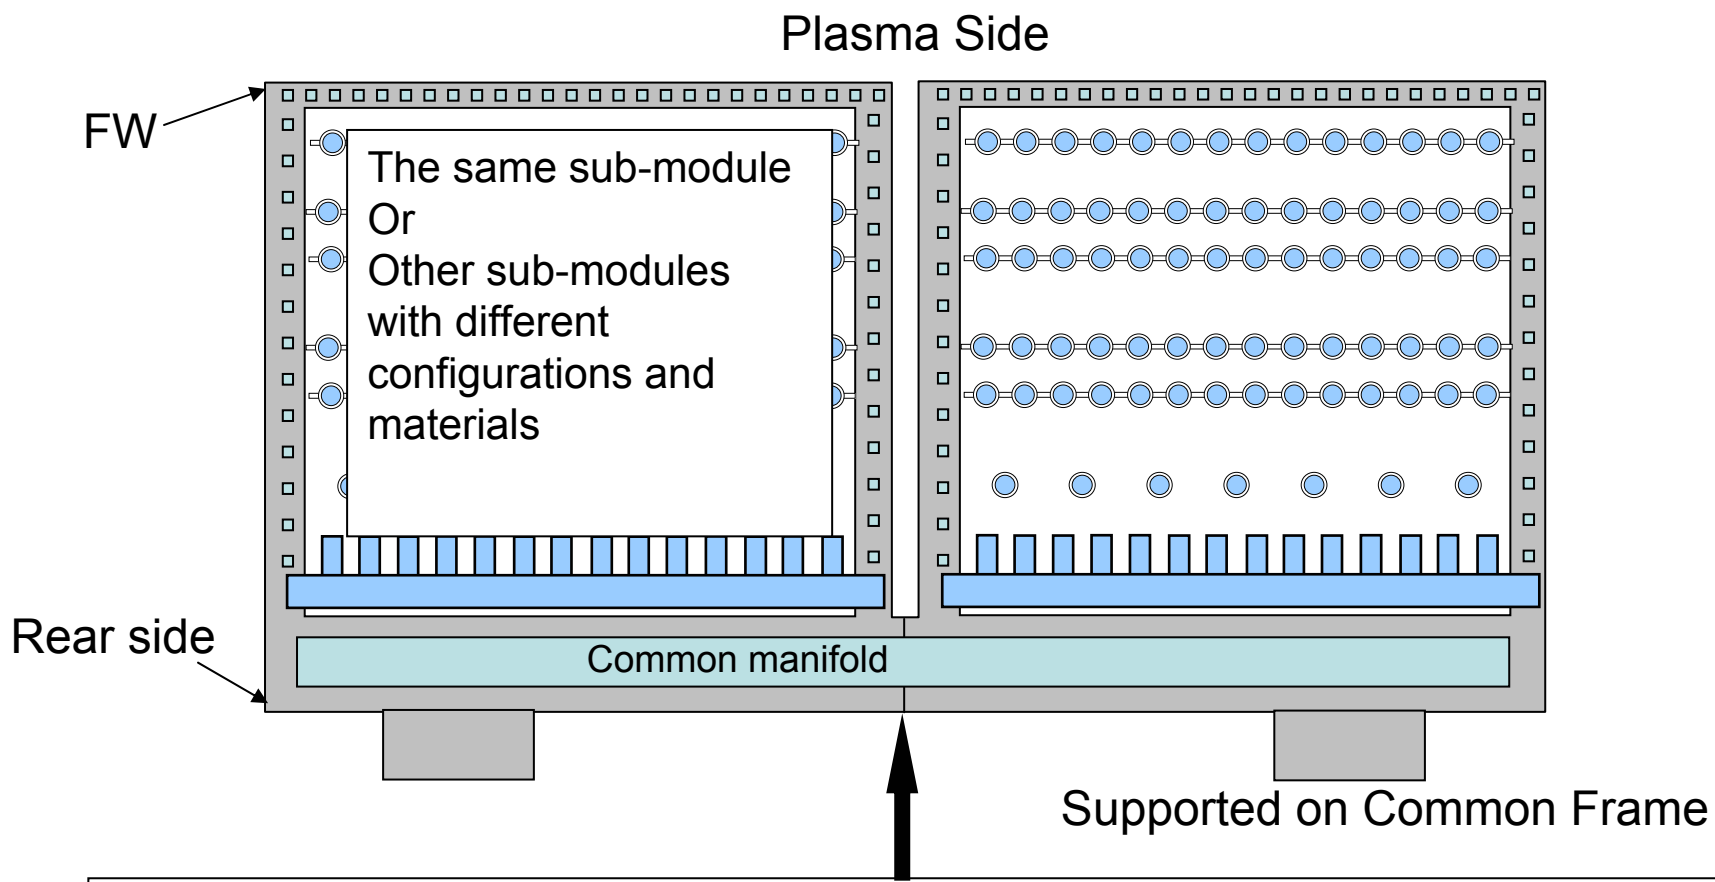 Plasma Side
FW
The same sub-module
Or
Other sub-modules
with different
configurations and
materials
Rear side
Common manifold
Supported on Common Frame